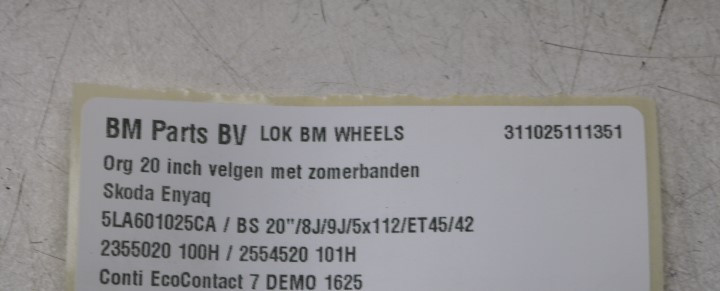 BM Parts BV LOK BM WHEELS 311025111351
Org 20 inch velgen met zomerbanden
Skoda Enyaq
5LA601025CA / BS 20"/8J/9J/5x112/ET45/42
2355020 100H / 2554520 101H
Conti EcoContact 7 DEMO 1625